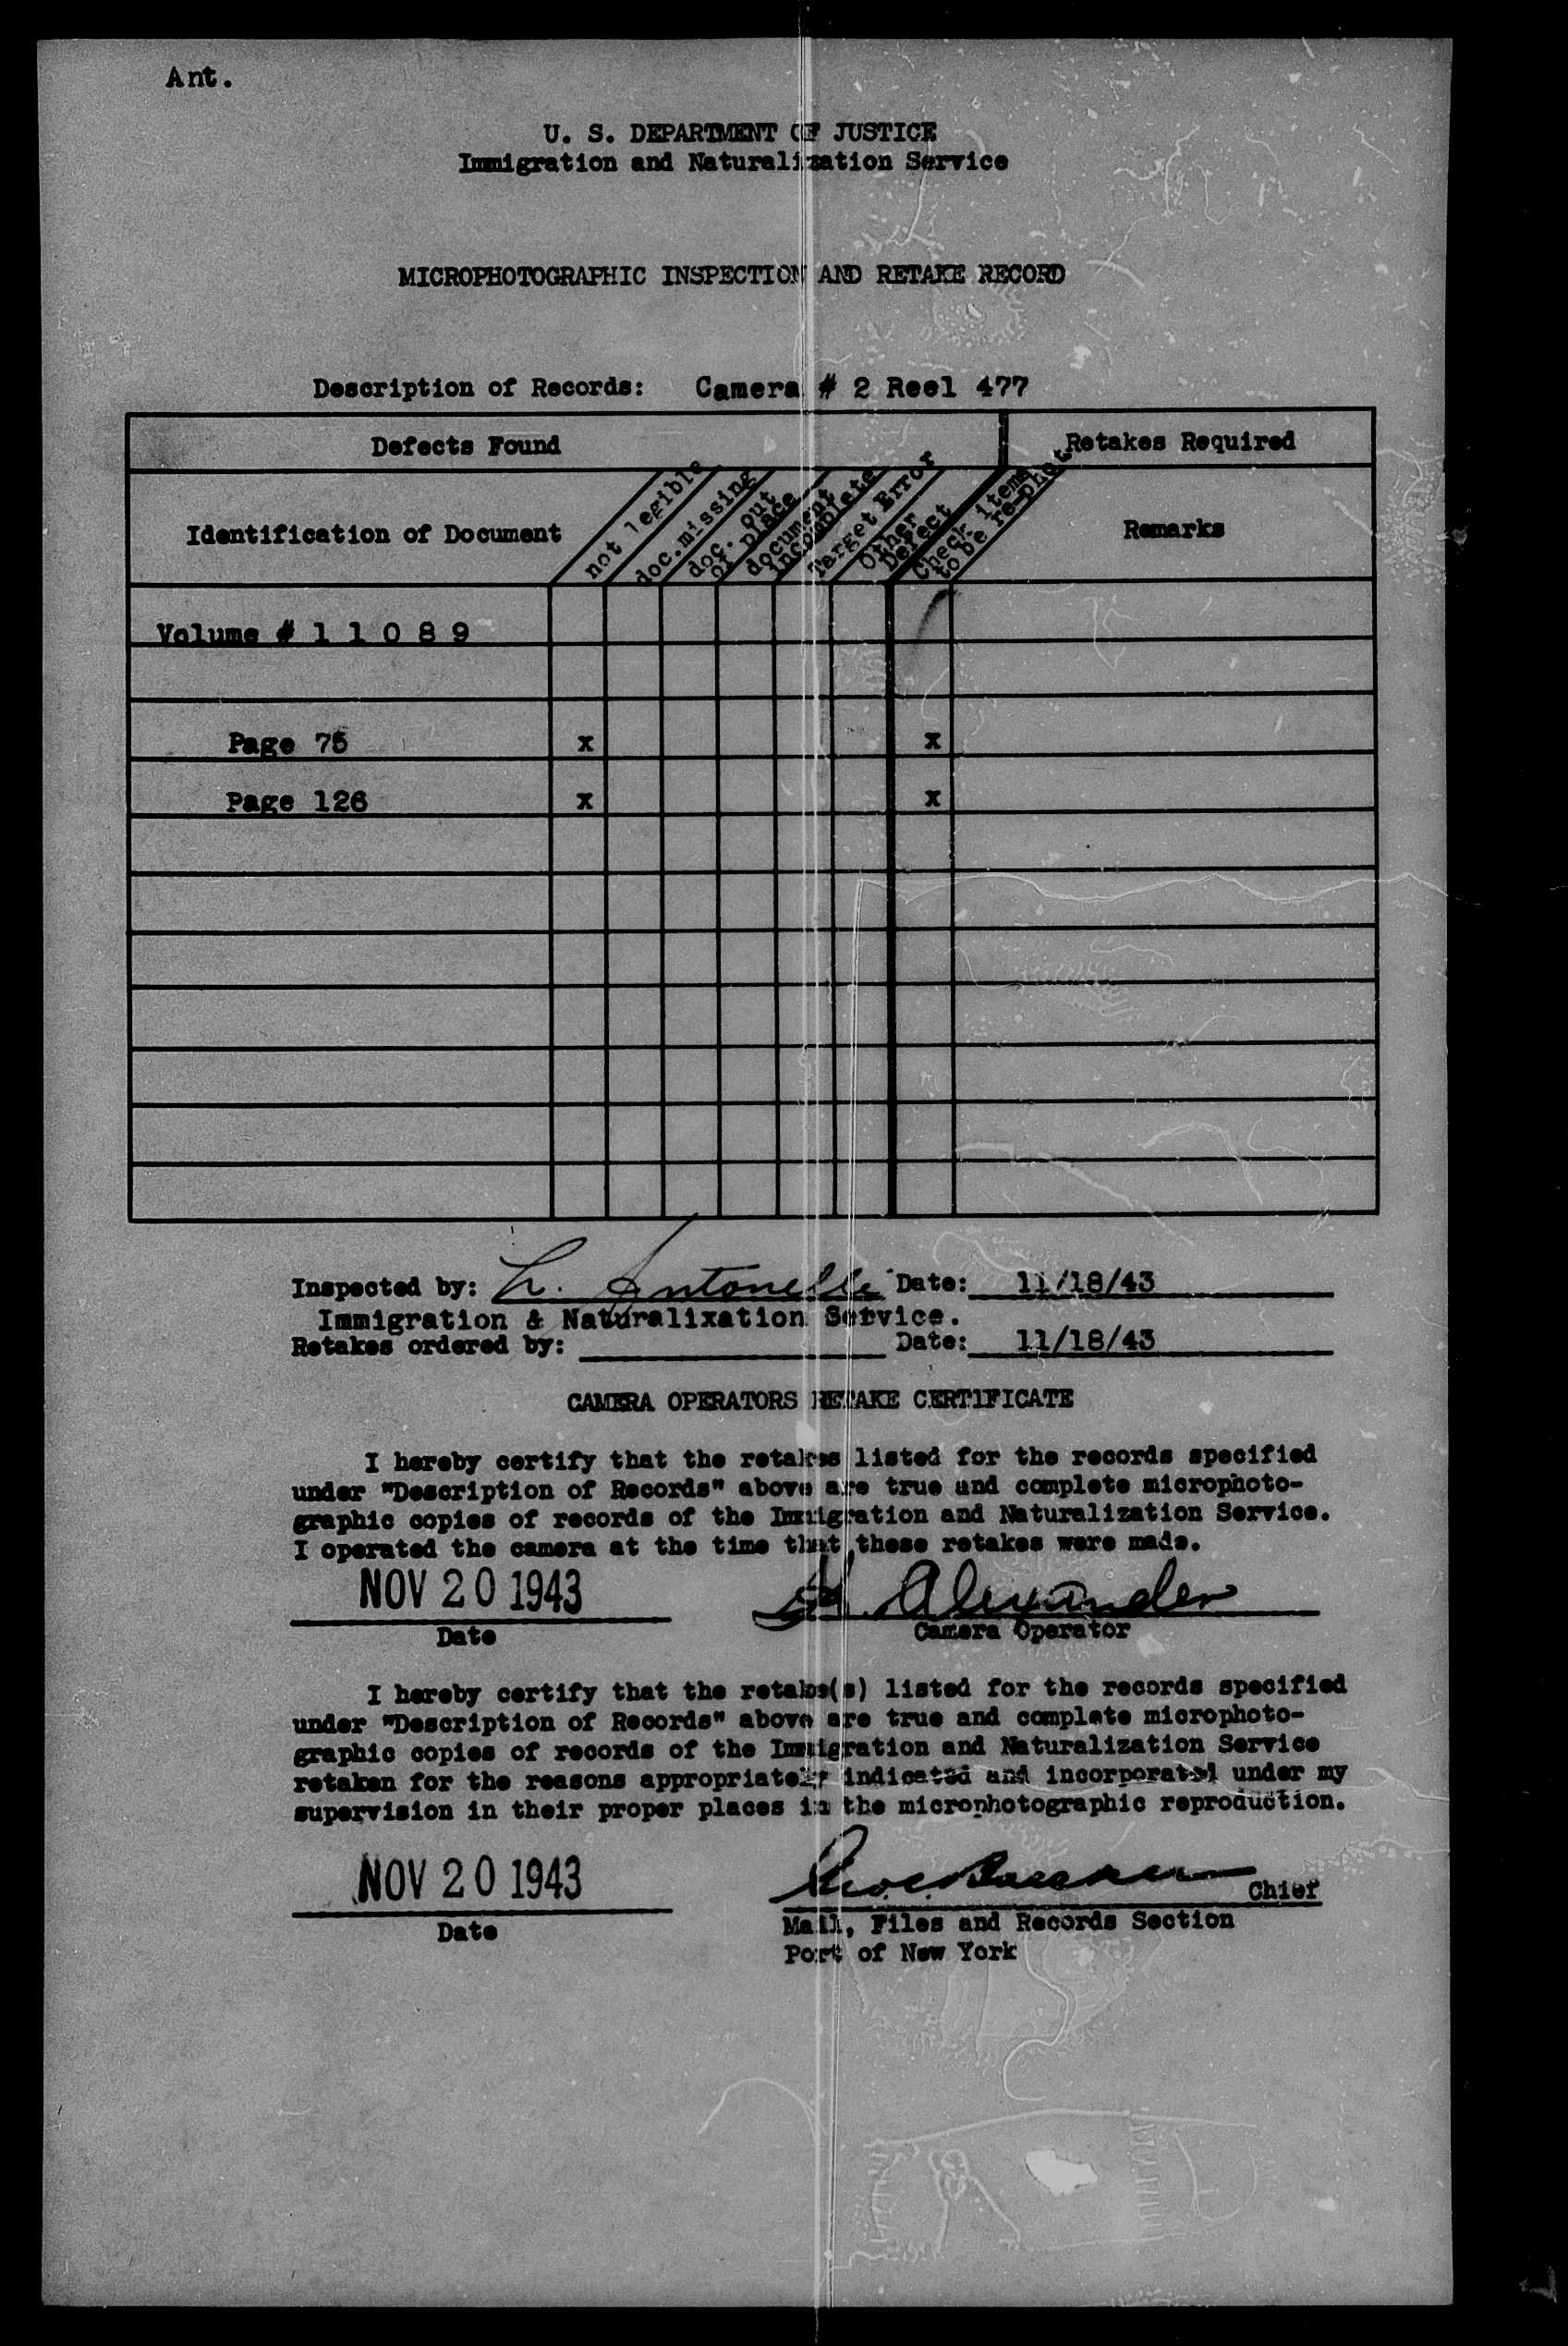 Ant.
U. S. DEPARTMENT OF JUSTICE
Immigration and Naturalization Service
MICROPHOTOGRAPHIC INSPECTION AND RETAKE RECORD
Description of Records: Camera # 2 Reel 477
Defects Found Retakes Required
Identification of Document
not legible
doc.missing
doc. out
of place
document
incomplete
Target Error
Other
Defect
Check items
to be re-phot
Remarks
Volume # 1 1 0 8 9
Page 75 x x
Page 126 x x
Inspected by: L. Antonelli Date: 11/18/43
Immigration & Naturalixation Service.
Retakes ordered by: Date: 11/18/43
CAMERA OPERATORS RETAKE CERTIFICATE
I hereby certify that the retakes listed for the records specified
under "Description of Records" above are true and complete microphoto-
graphic copies of records of the Immigration and Naturalization Service.
I operated the camera at the time that these retakes were made.
NOV 20 1943 Alexander
Date Camera Operator
I hereby certify that the retake(s) listed for the records specified
under "Description of Records" above are true and complete microphoto-
graphic copies of records of the Immigration and Naturalization Service
retaken for the reasons appropriately indicated and incorporated under my
supervision in their proper places in the microphotographic reproduction.
NOV 20 1943 Chief
Date Mail, Files and Records Section
Port of New York